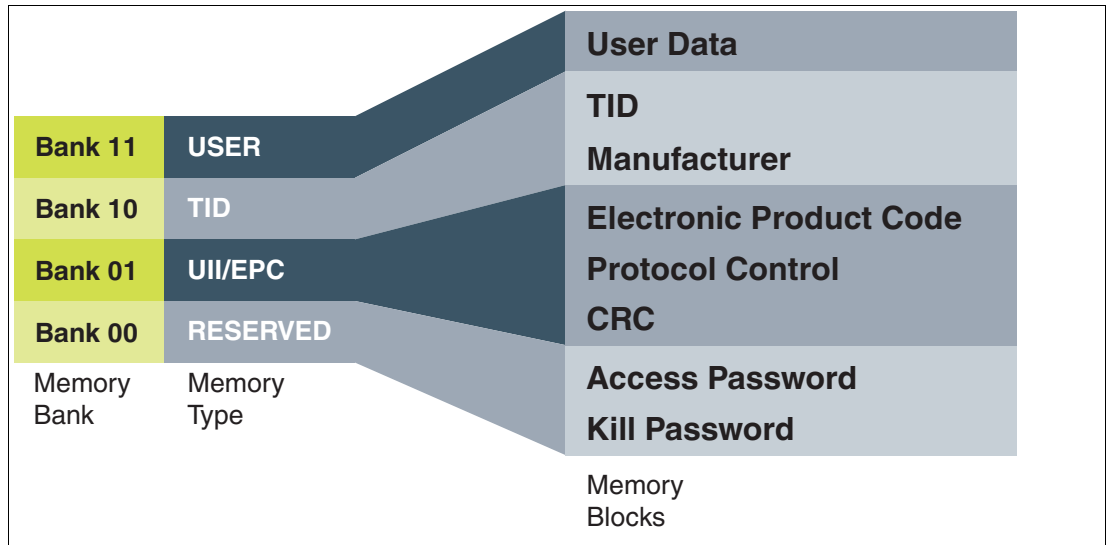 User Data
TID
Manufacturer
Bank 11
USER
Bank 10
TID
Electronic Product Code
Bank 01
UII/EPC
Protocol Control
CRC
Bank 00
RESERVED
Access Password
Kill Password
Memory
Bank
Memory
Type
Memory
Blocks